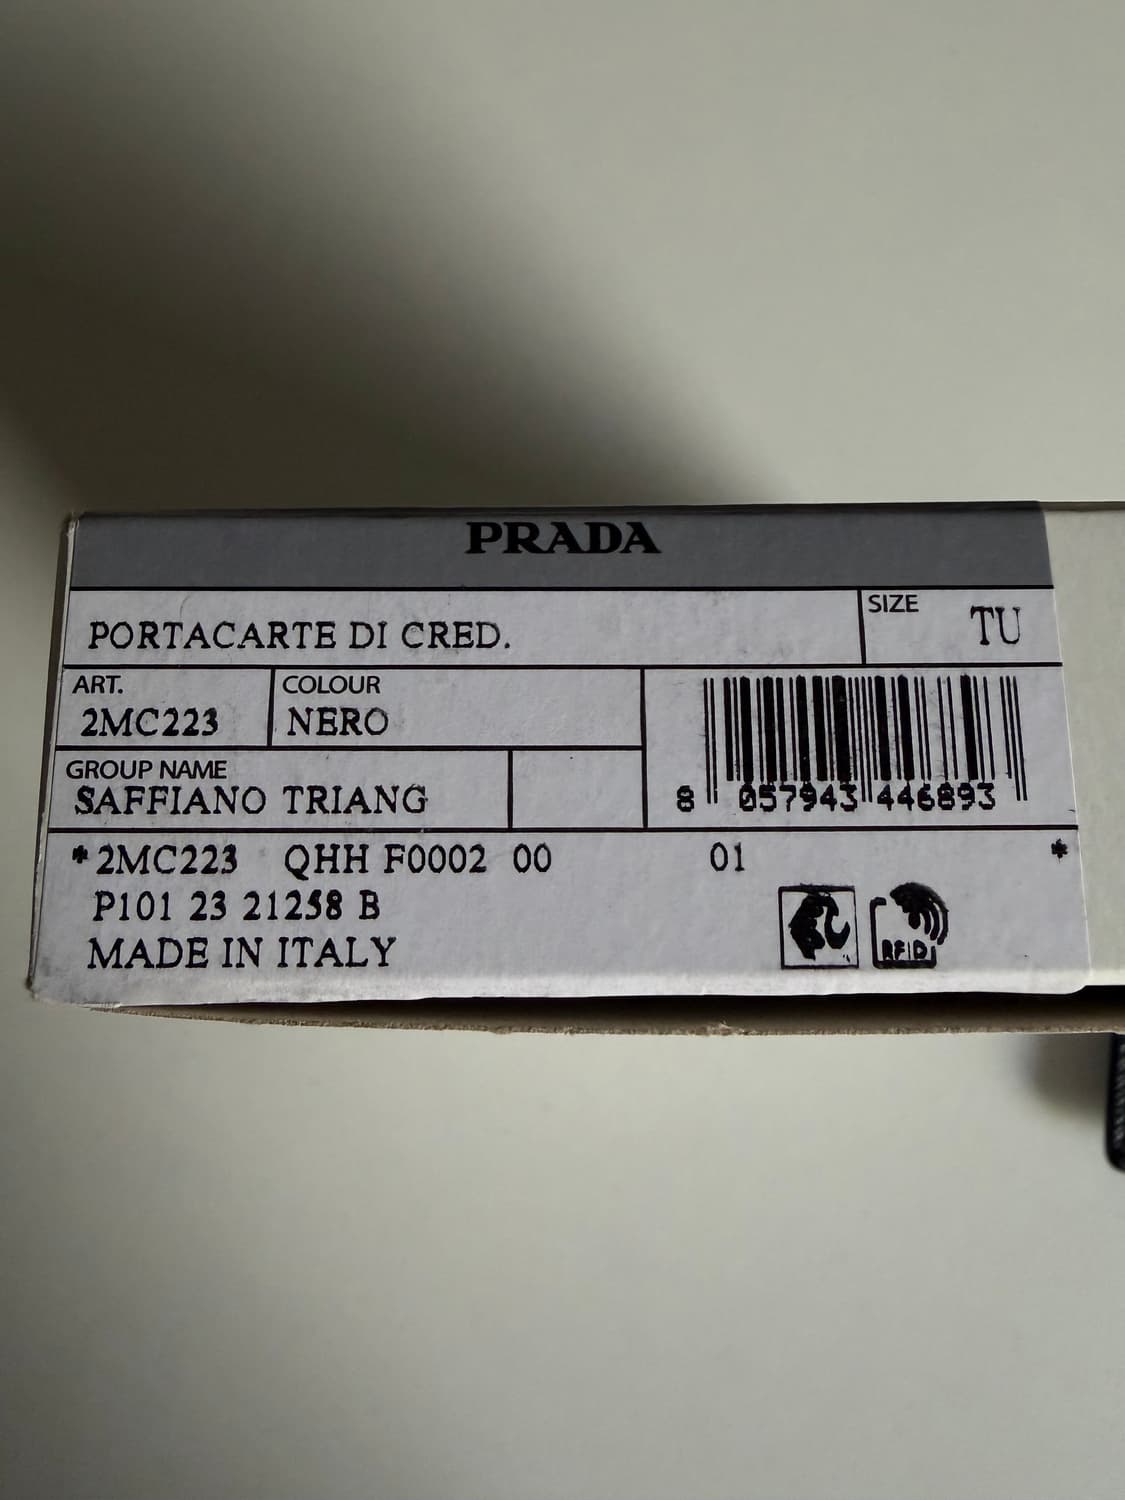 PRADA
PORTACARTE DI CRED.
SIZE TU
ART. 2MC223
COLOUR NERO
GROUP NAME
SAFFIANO TRIANG
8 057943 446893
*2MC223 QHH F0002 00 01 *
P101 23 21258 B
MADE IN ITALY
RFID